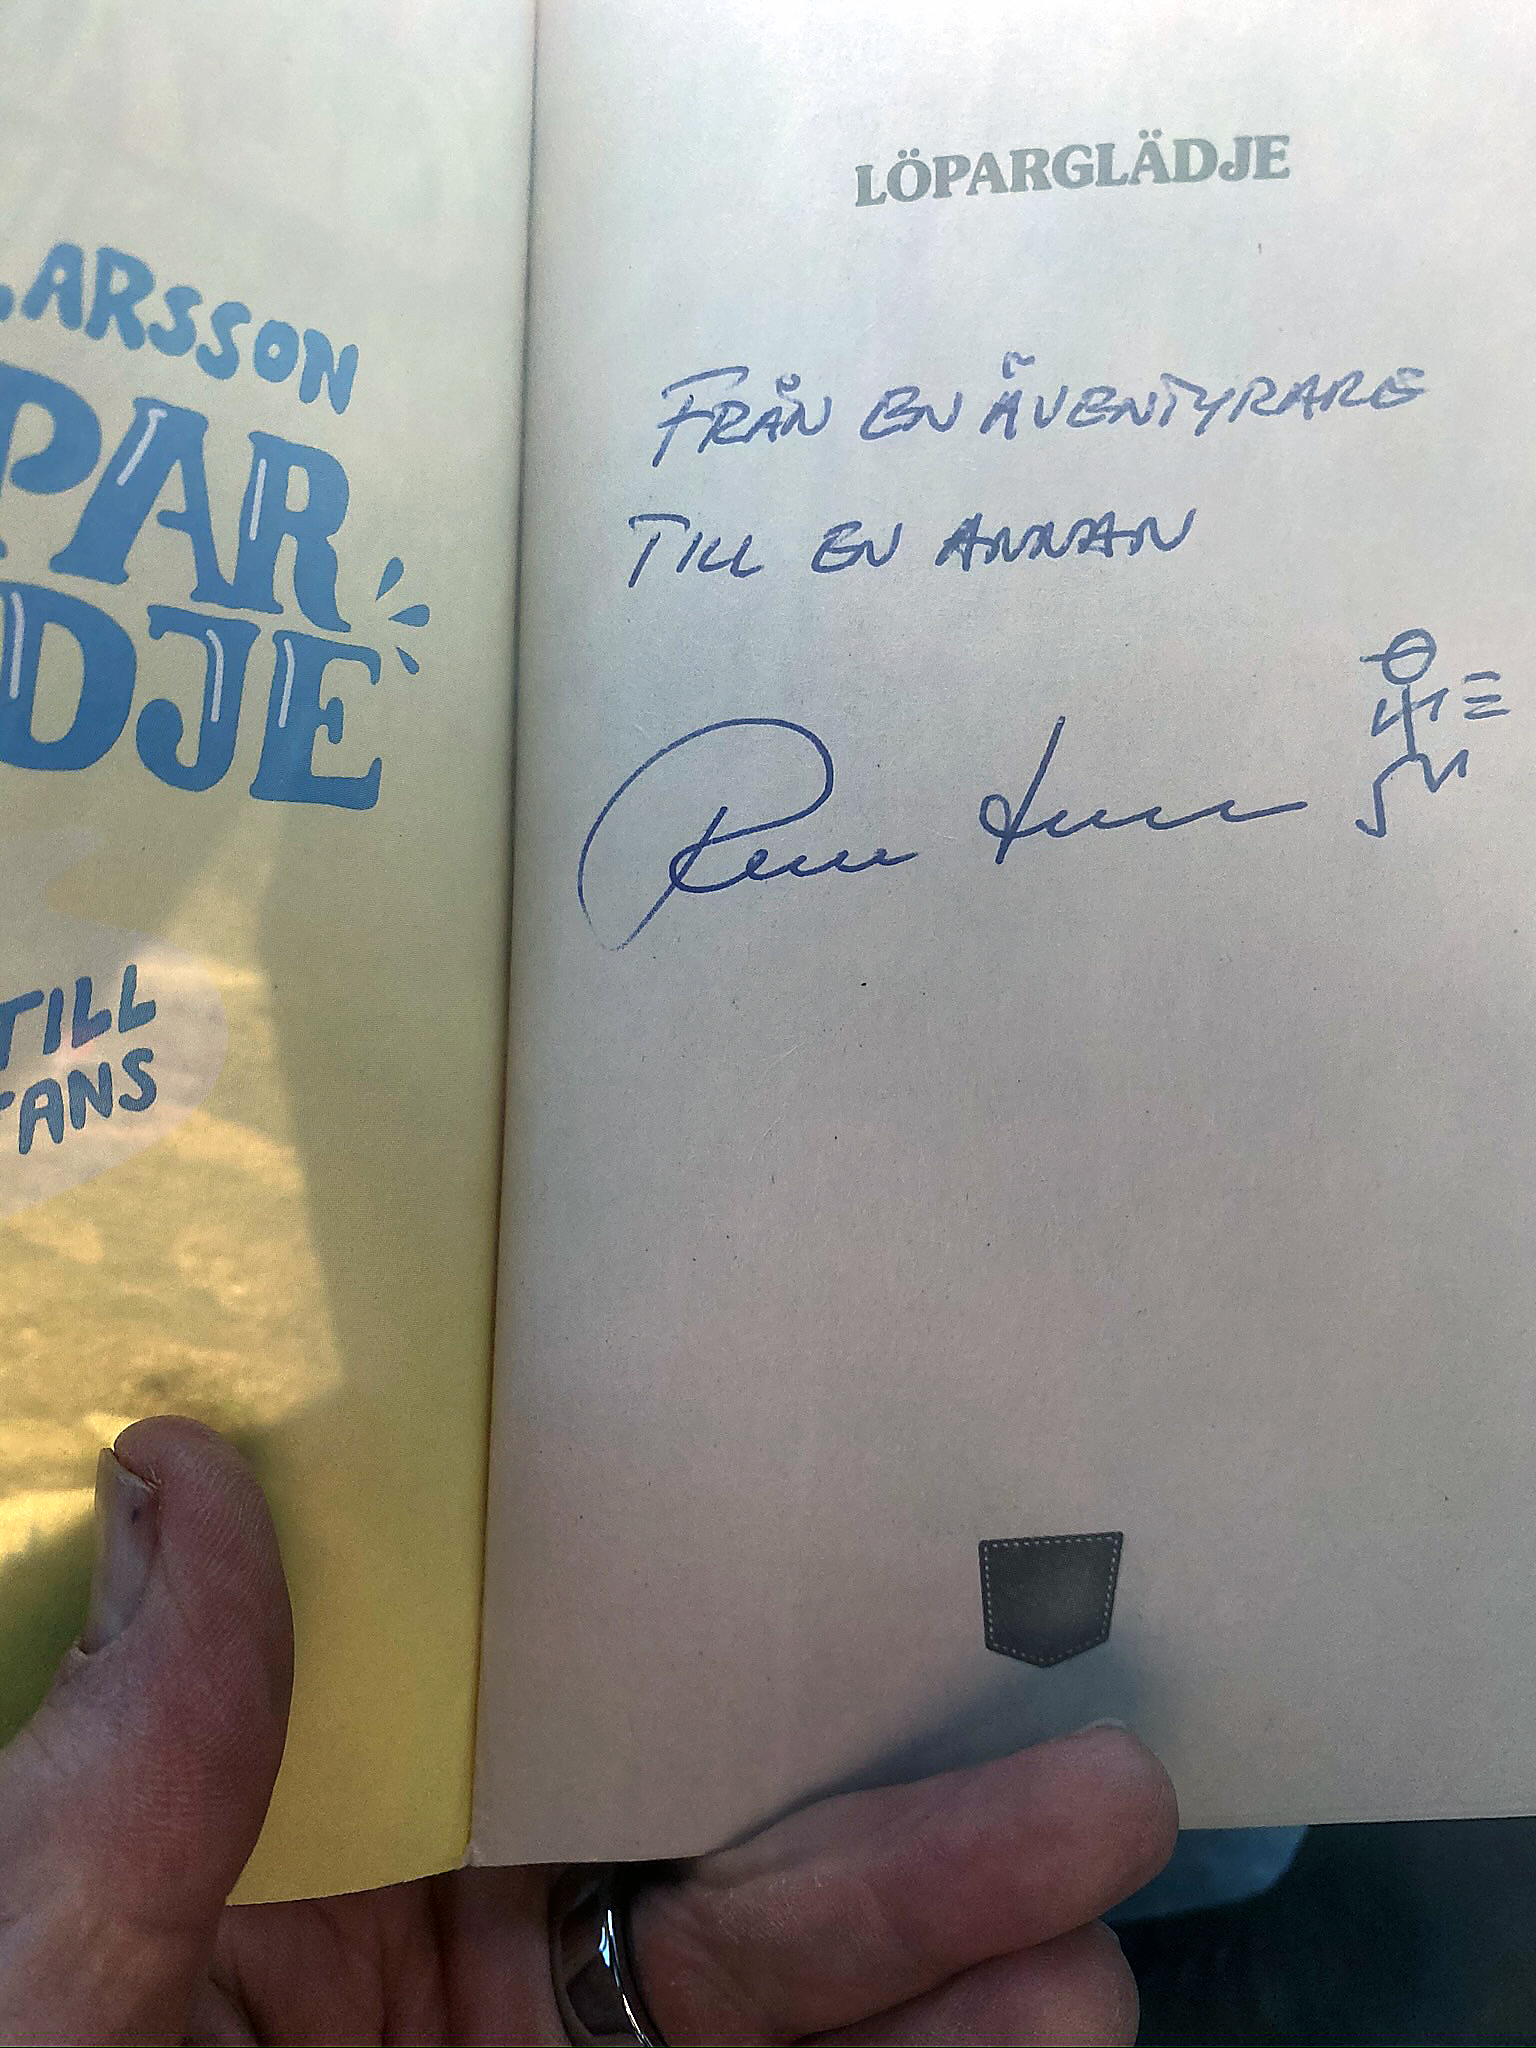 LARSSON
PAR
DJE
TILL
FANS
LÖPARGLÄDJE
FRÅN EN ÄVENTYRARE
TILL EN ANNAN